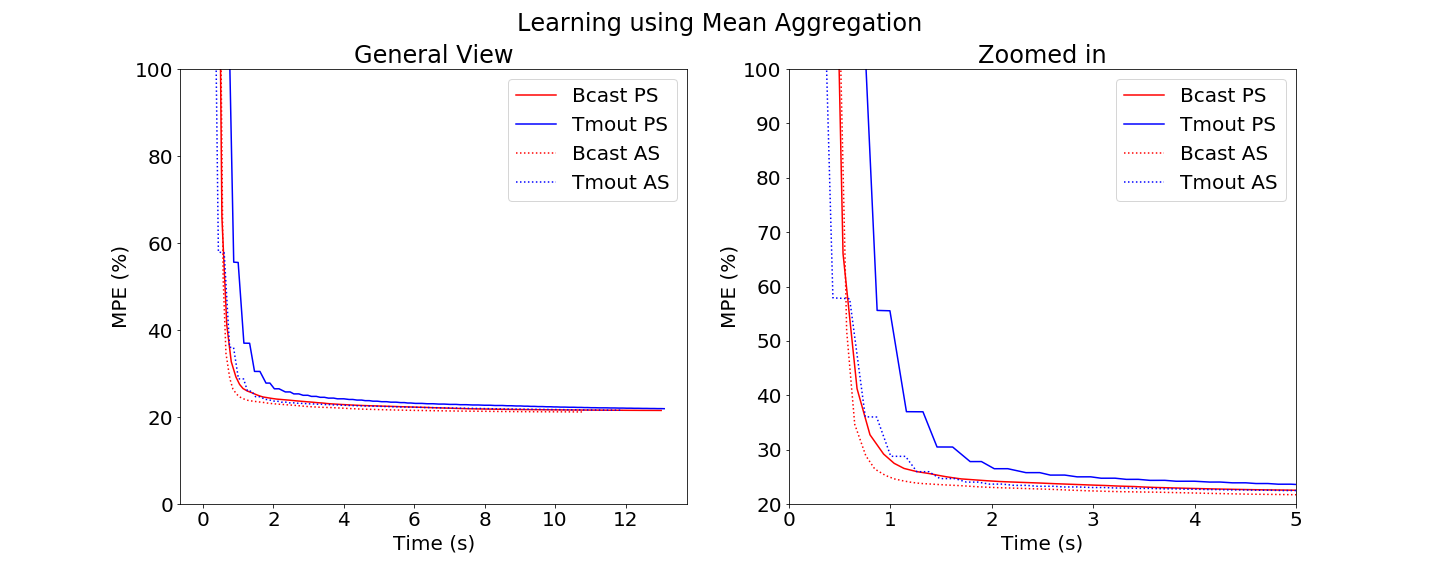 Learning using Mean Aggregation
General View
100
80
60
40
20
0
MPE (%)
0 2 4 6 8 10 12
Time (s)
Bcast PS
Tmout PS
Bcast AS
Tmout AS
Zoomed in
100
90
80
70
60
50
40
30
20
MPE (%)
0 1 2 3 4 5
Time (s)
Bcast PS
Tmout PS
Bcast AS
Tmout AS